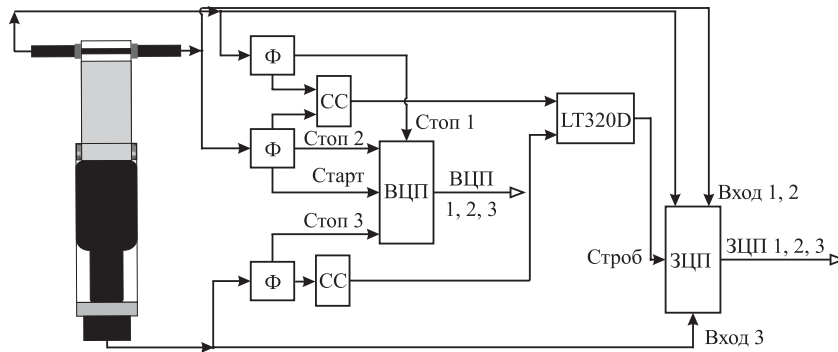 Ф
СС
Стоп 1
LT320D
Ф
Стоп 2
Старт
ВЦП
ВЦП
1, 2, 3
Вход 1, 2
Стоп 3
Строб
ЗЦП
ЗЦП 1, 2, 3
Ф
СС
Вход 3